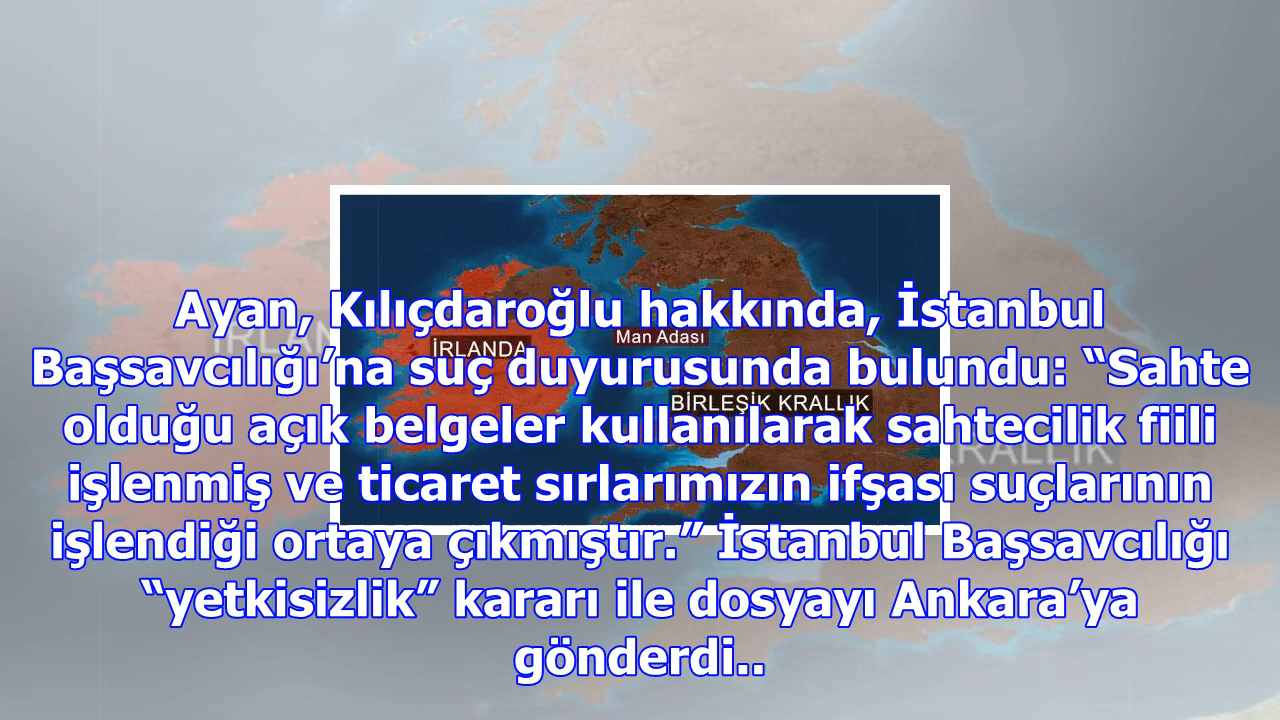 Ayan, Kılıçdaroğlu hakkında, İstanbul
Başsavcılığı’na suç duyurusunda bulundu: “Sahte
olduğu açık belgeler kullanılarak sahtecilik fiili
işlenmiş ve ticaret sırlarımızın ifşası suçlarının
işlendiği ortaya çıkmıştır.” İstanbul Başsavcılığı
“yetkisizlik” kararı ile dosyayı Ankara’ya
gönderdi..
Man Adası
İRLANDA
BİRLEŞİK KRALLIK